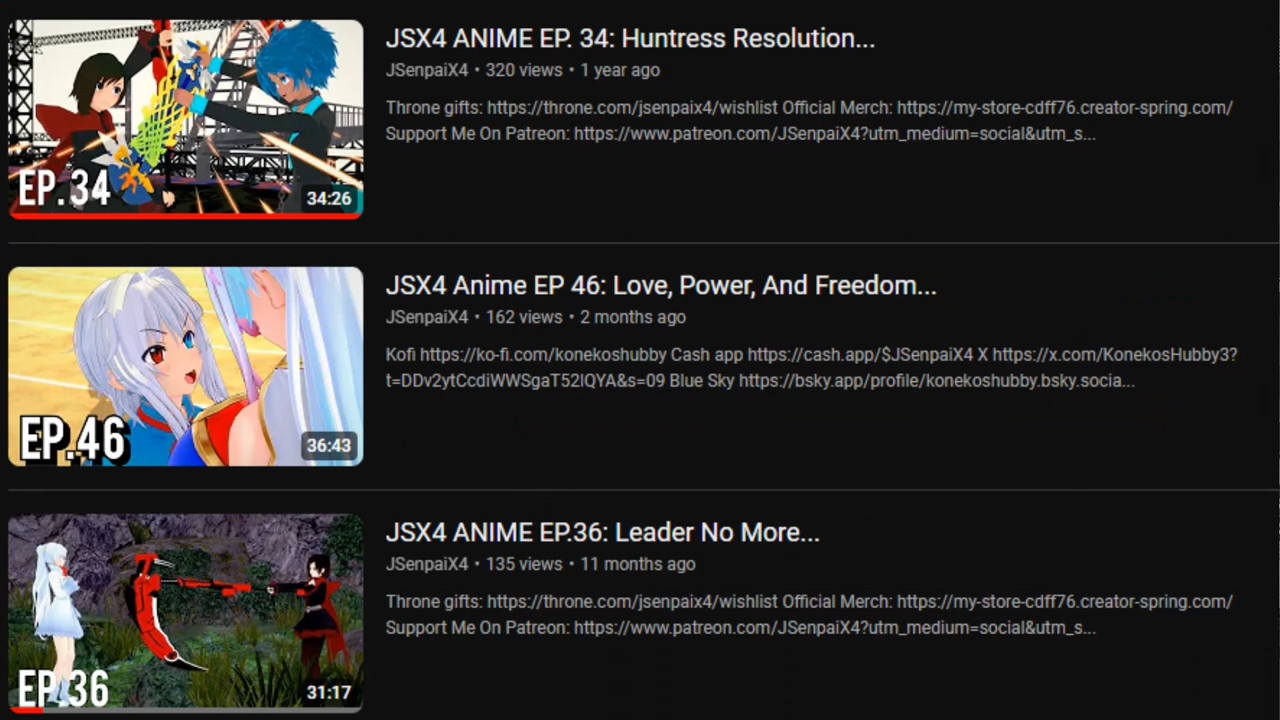 EP.34
34:26
JSX4 ANIME EP. 34: Huntress Resolution...
JSenpaiX4 • 320 views • 1 year ago
Throne gifts: https://throne.com/jsenpaix4/wishlist Official Merch: https://my-store-cdff76.creator-spring.com/
Support Me On Patreon: https://www.patreon.com/JSenpaiX4?utm_medium=social&utm_s...
EP.46
36:43
JSX4 Anime EP 46: Love, Power, And Freedom...
JSenpaiX4 • 162 views • 2 months ago
Kofi https://ko-fi.com/konekoshubby Cash app https://cash.app/$JSenpaiX4 X https://x.com/KonekosHubby3?
t=DDv2ytCcdiWWSgaT52IQYA&s=09 Blue Sky https://bsky.app/profile/konekoshubby.bsky.socia...
EP.36
31:17
JSX4 ANIME EP.36: Leader No More...
JSenpaiX4 • 135 views • 11 months ago
Throne gifts: https://throne.com/jsenpaix4/wishlist Official Merch: https://my-store-cdff76.creator-spring.com/
Support Me On Patreon: https://www.patreon.com/JSenpaiX4?utm_medium=social&utm_s...